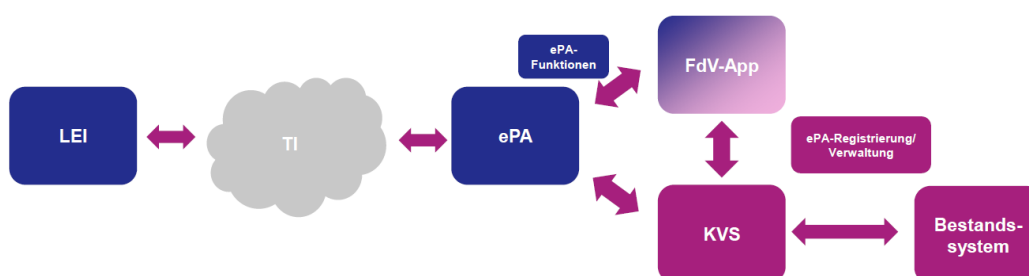 ePA-
Funktionen
FdV-App
LEI
TI
ePA
ePA-Registrierung/
Verwaltung
KVS
Bestands-
system